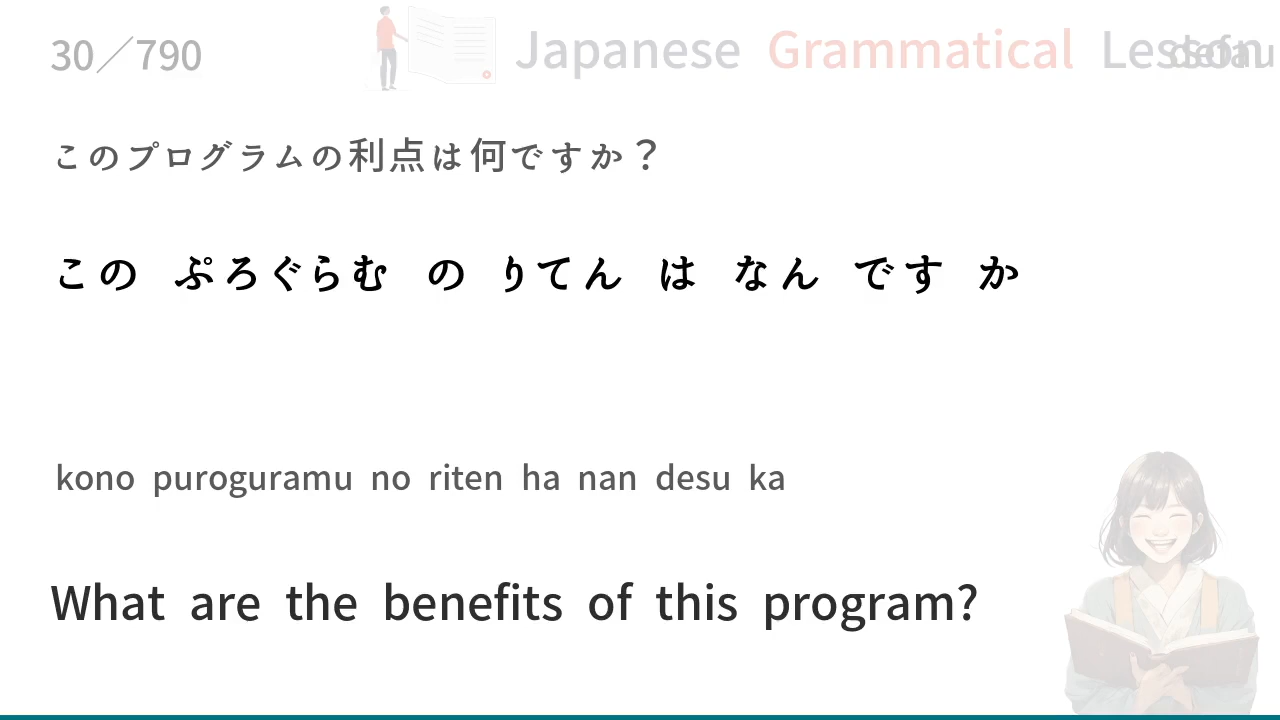 30／790
Japanese Grammatical Lesson
このプログラムの利点は何ですか？
この ぷろぐらむ の りてん は なん です か
kono puroguramu no riten ha nan desu ka
What are the benefits of this program?